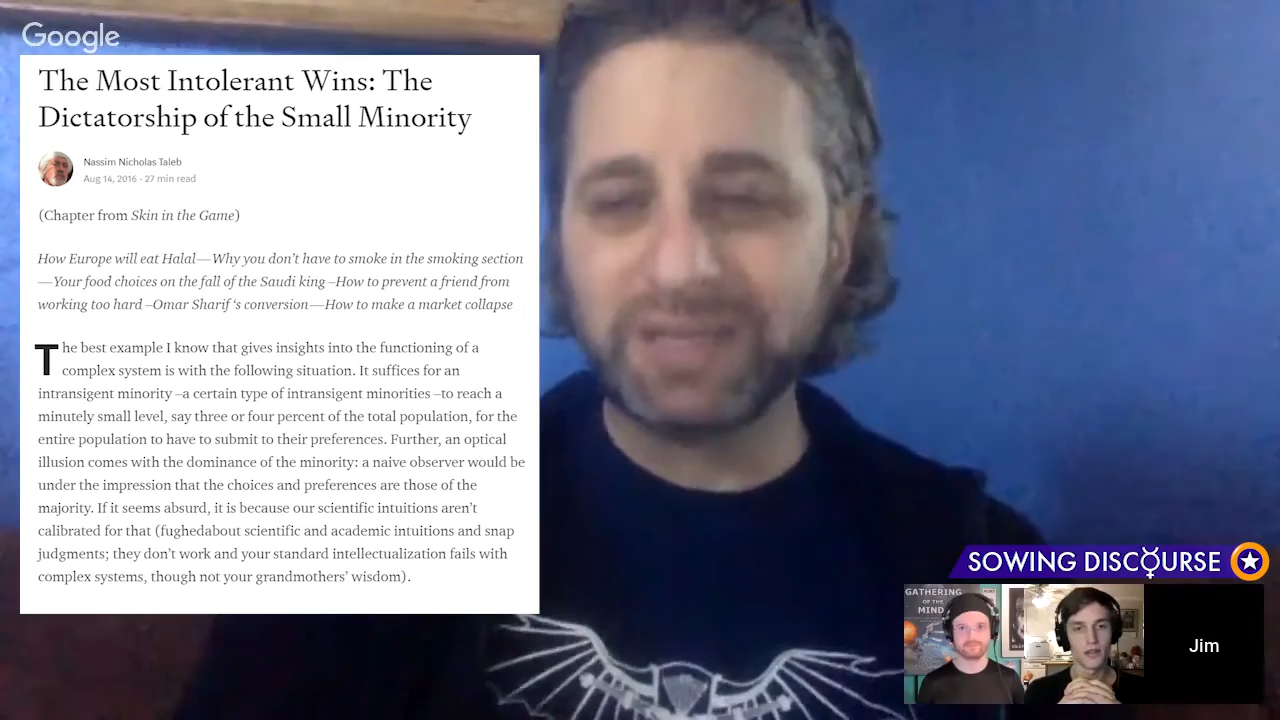 Google
The Most Intolerant Wins: The
Dictatorship of the Small Minority
Nassim Nicholas Taleb
Aug 14, 2016 · 27 min read
(Chapter from Skin in the Game)
How Europe will eat Halal — Why you don't have to smoke in the smoking section
— Your food choices on the fall of the Saudi king –How to prevent a friend from
working too hard –Omar Sharif 's conversion — How to make a market collapse
The best example I know that gives insights into the functioning of a
complex system is with the following situation. It suffices for an
intransigent minority –a certain type of intransigent minorities –to reach a
minutely small level, say three or four percent of the total population, for the
entire population to have to submit to their preferences. Further, an optical
illusion comes with the dominance of the minority: a naive observer would be
under the impression that the choices and preferences are those of the
majority. If it seems absurd, it is because our scientific intuitions aren't
calibrated for that (fughedabout scientific and academic intuitions and snap
judgments; they don't work and your standard intellectualization fails with
complex systems, though not your grandmothers' wisdom).
SOWING DISCOURSE
GATHERING
OF THE
MIND
Jim